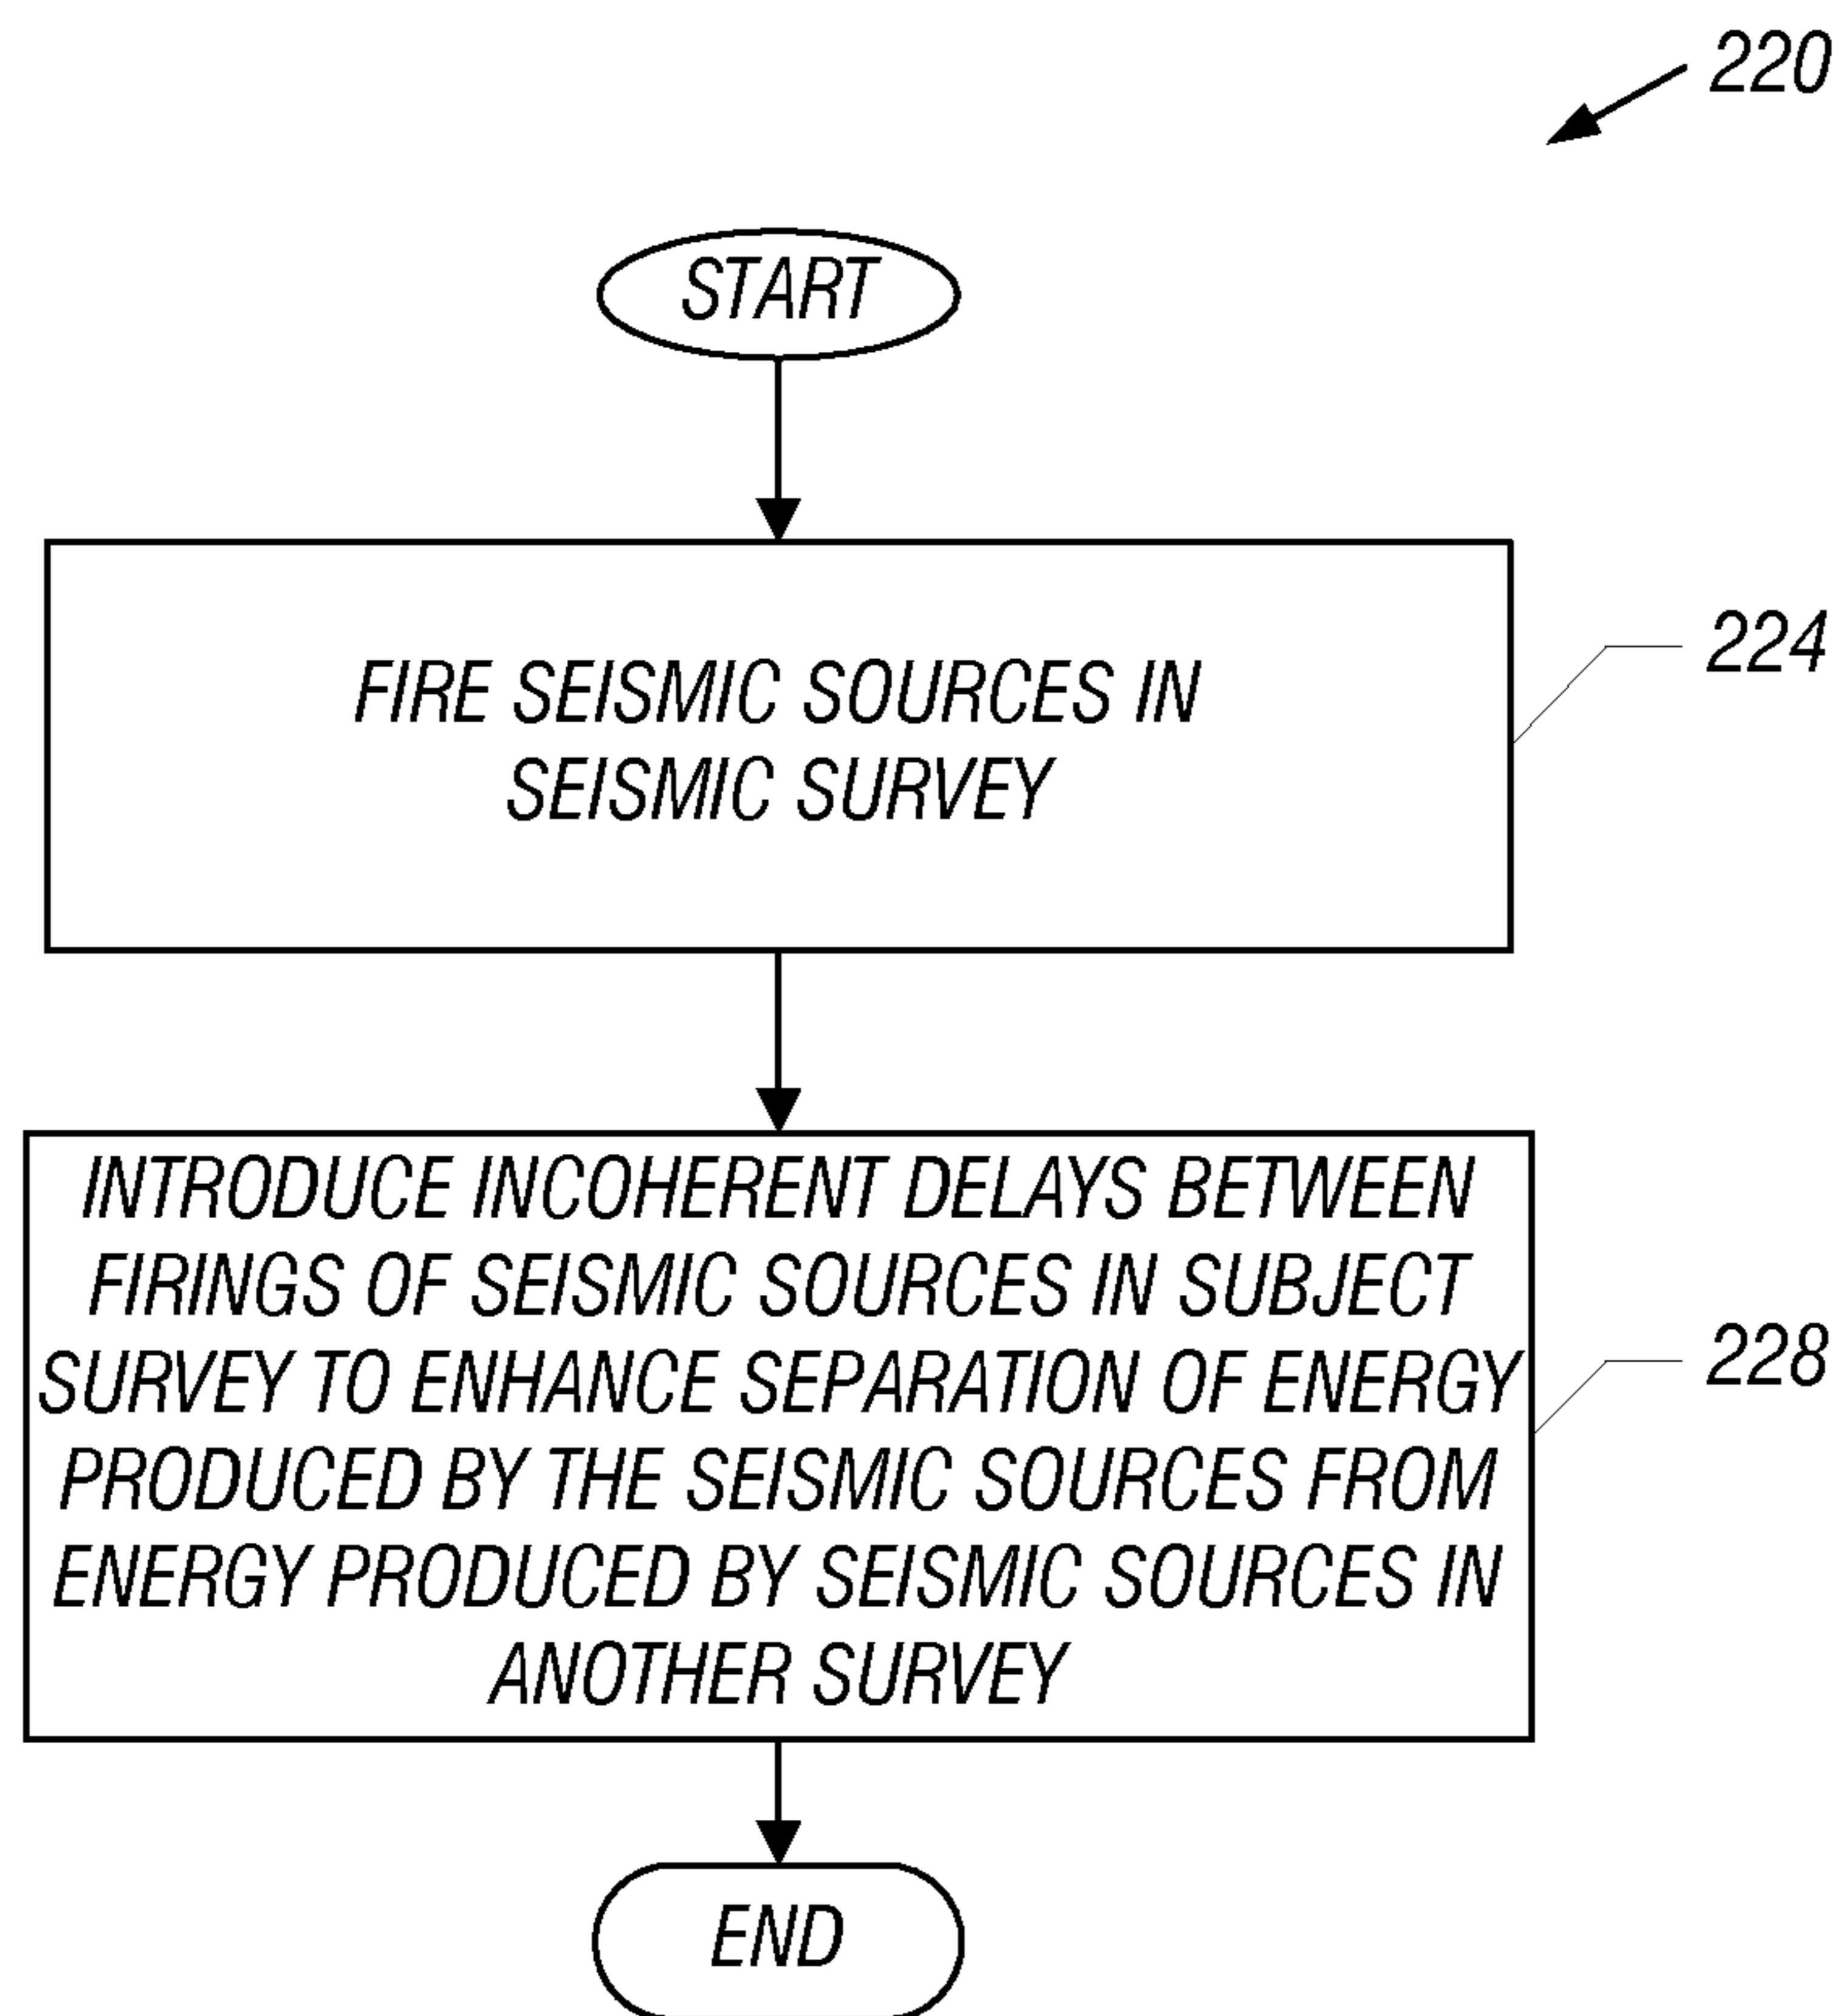 220
START
FIRE SEISMIC SOURCES IN
SEISMIC SURVEY
224
INTRODUCE INCOHERENT DELAYS BETWEEN
FIRINGS OF SEISMIC SOURCES IN SUBJECT
SURVEY TO ENHANCE SEPARATION OF ENERGY
PRODUCED BY THE SEISMIC SOURCES FROM
ENERGY PRODUCED BY SEISMIC SOURCES IN
ANOTHER SURVEY
228
END